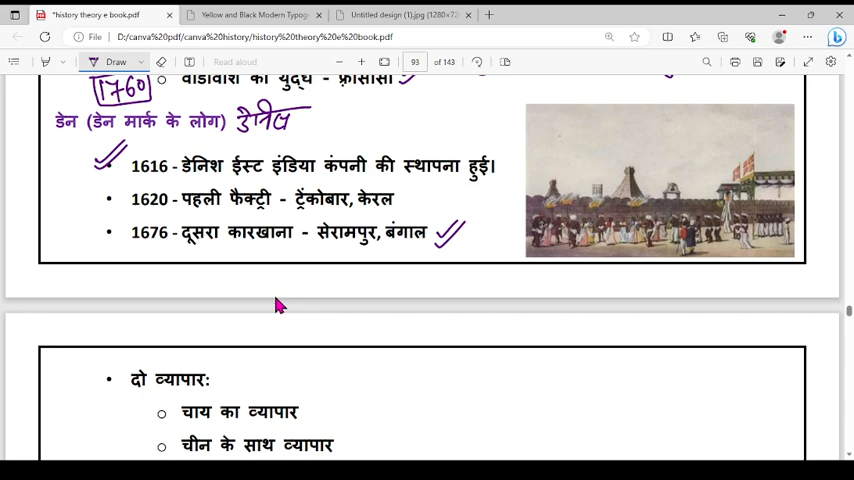 *history theory e book.pdf
Yellow and Black Modern Typogr
Untitled design (1).jpg (1280×72
File
D:/canva%20pdf/canva%20history/history%20theory%20e%20book.pdf
Draw
Read aloud
93
of 143
1760
वांडीवाश का युद्ध - फ़्रांसीसी
डेन (डेन मार्क के लोग)
1616 - डेनिश ईस्ट इंडिया कंपनी की स्थापना हुई।
1620 - पहली फैक्ट्री - ट्रेंकोबार, केरल
1676 - दूसरा कारखाना - सेरामपुर, बंगाल
दो व्यापार:
चाय का व्यापार
चीन के साथ व्यापार